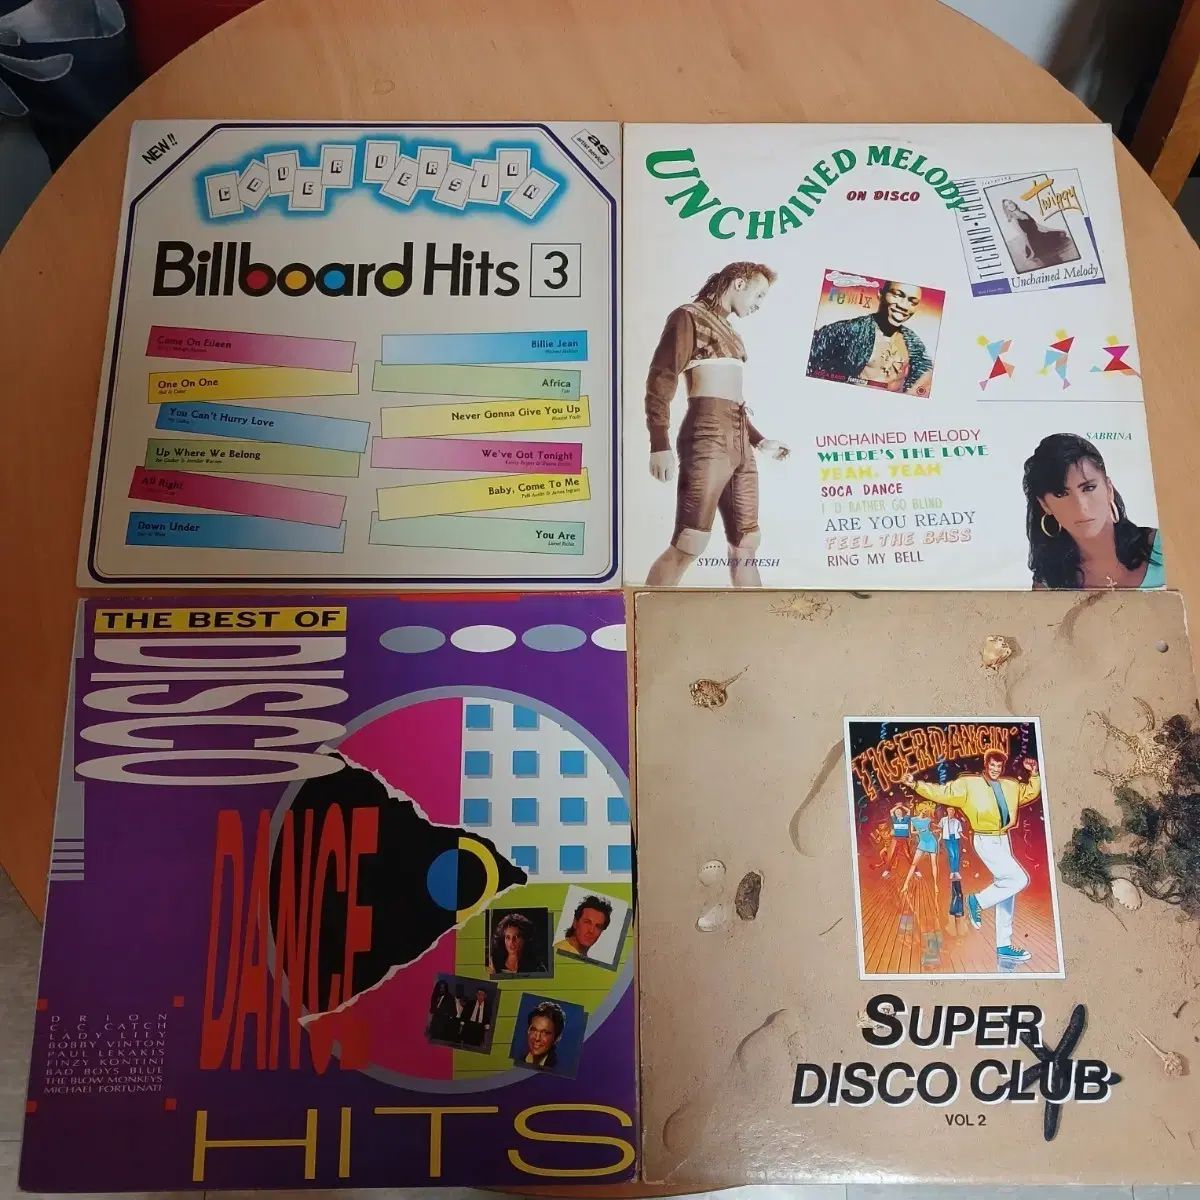 NEW!!
COVER VERSION
as
artist service
Billboard Hits 3
Come On Eileen
One On One
You Can't Hurry Love
Up Where We Belong
All Right
Down Under
Billie Jean
Africa
Never Gonna Give You Up
We've Got Tonight
Baby, Come To Me
You Are
UNCHAINED MELODY
ON DISCO
TECHNO-COLOR
Twiggy
Unchained Melody
remix
UNCHAINED MELODY
WHERE'S THE LOVE
YEAH, YEAH
SOCA DANCE
I'D RATHER GO BLIND
ARE YOU READY
FEEL THE BASS
RING MY BELL
SYDNEY FRESH
SABRINA
THE BEST OF
DISCO
DANCE
HITS
DRION
C.C. CATCH
LADY LILY
BOBBY VINTON
PAUL LEKAKIS
FINZY KONTINI
BAD BOYS BLUE
THE BLOW MONKEYS
MICHAEL FORTUNATI
TIGERDANCIN'
SUPER
DISCO CLUB
VOL 2